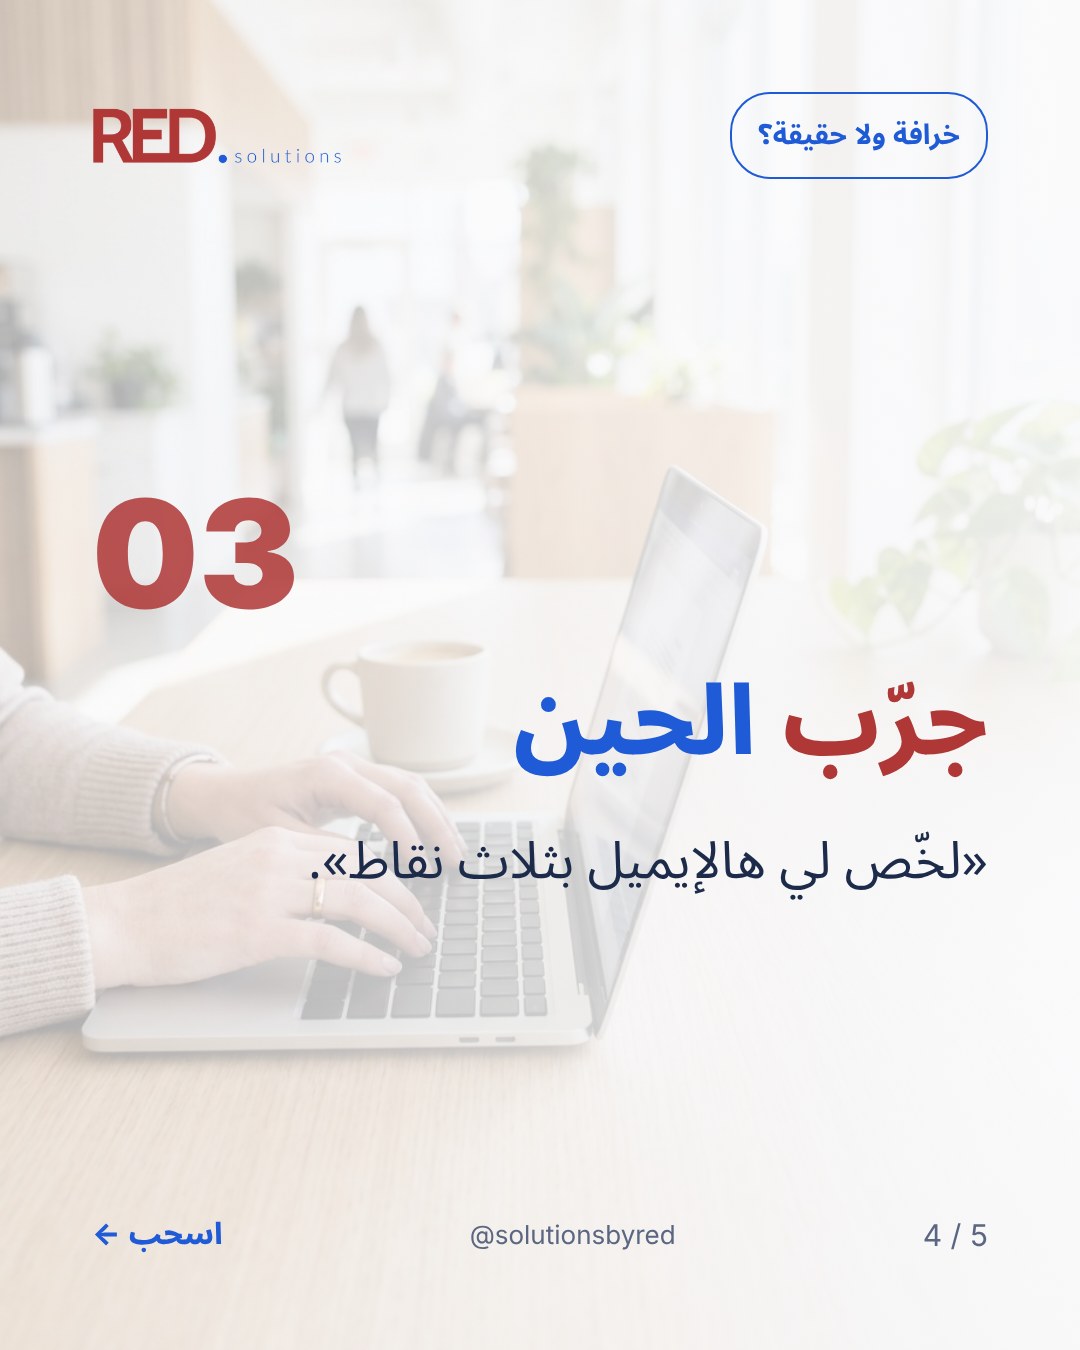 RED.solutions
خرافة ولا حقيقة؟
03
جرّب الحين
«لخّص لي هالإيميل بثلاث نقاط».
اسحب ←
@solutionsbyred
4 / 5